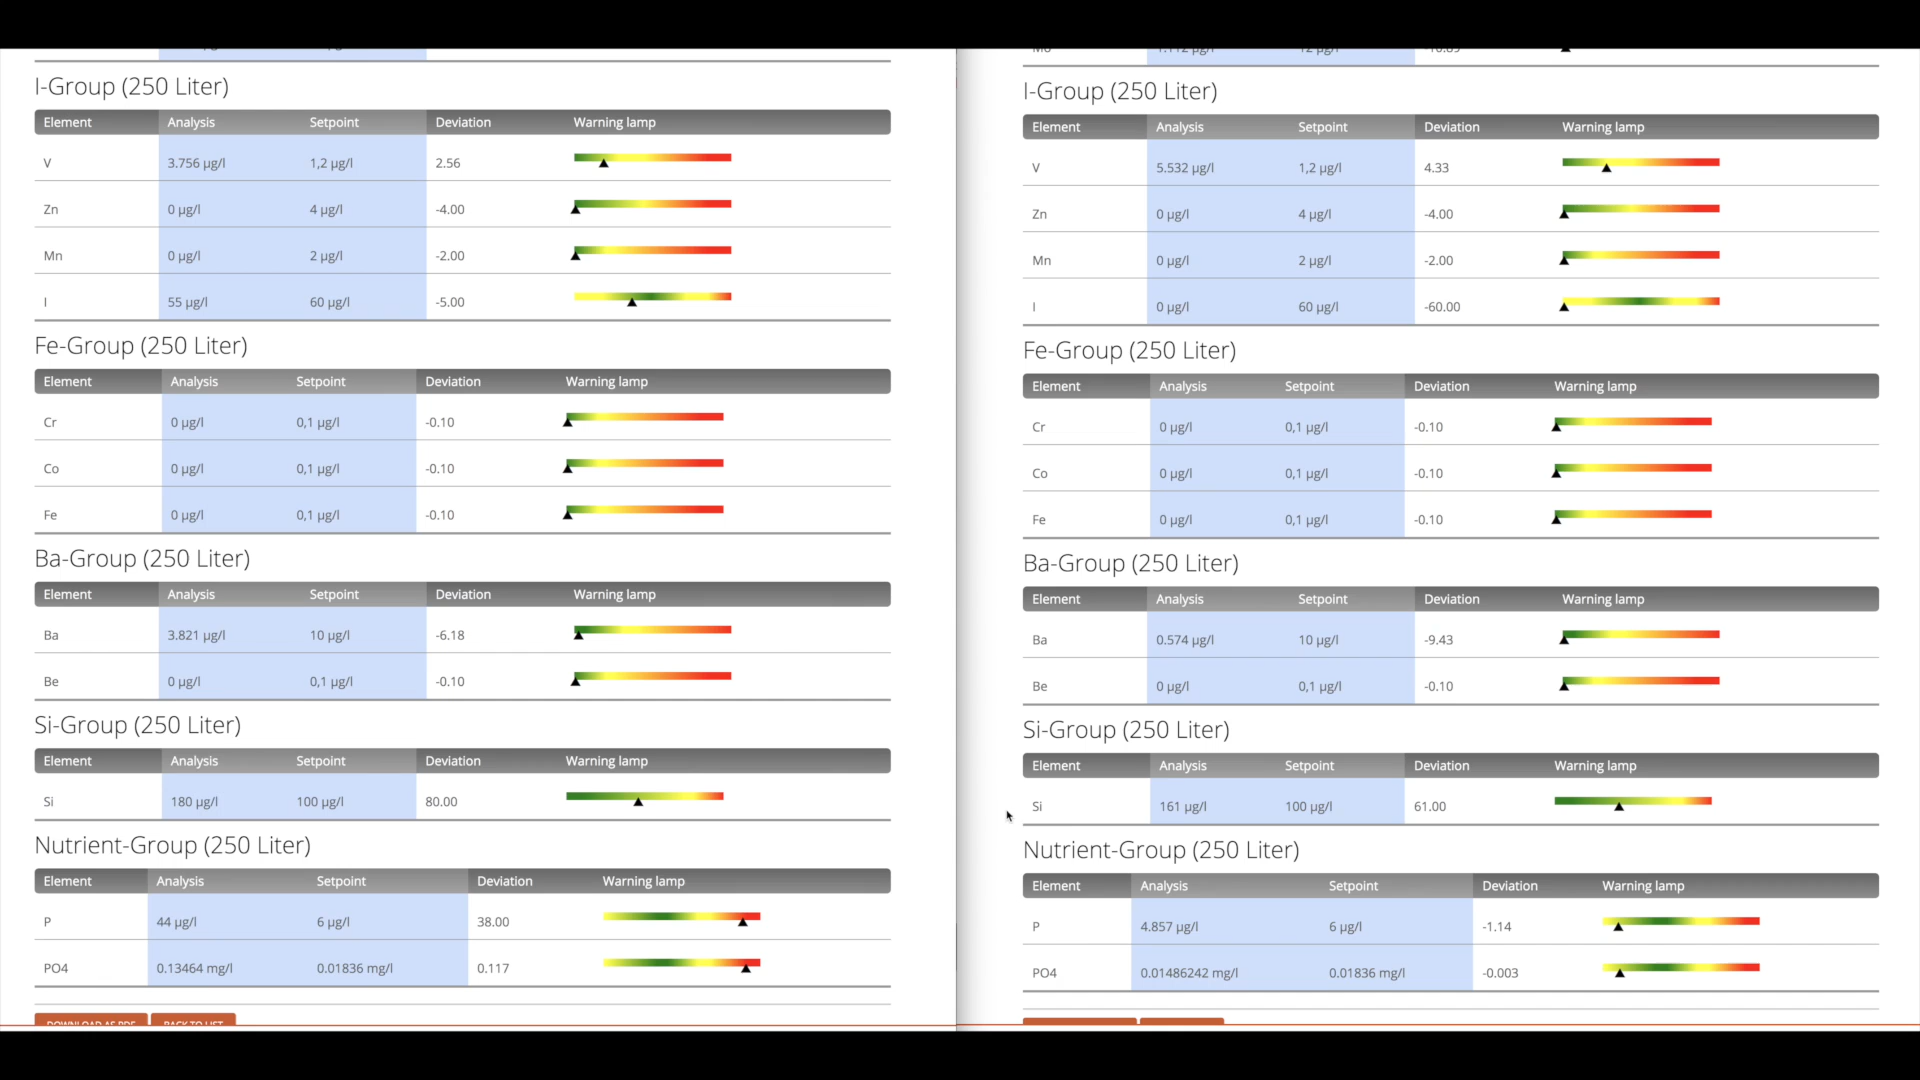 I-Group (250 Liter)
Element Analysis Setpoint Deviation Warning lamp
V 3.756 µg/l 1,2 µg/l 2.56
Zn 0 µg/l 4 µg/l -4.00
Mn 0 µg/l 2 µg/l -2.00
I 55 µg/l 60 µg/l -5.00
Fe-Group (250 Liter)
Element Analysis Setpoint Deviation Warning lamp
Cr 0 µg/l 0,1 µg/l -0.10
Co 0 µg/l 0,1 µg/l -0.10
Fe 0 µg/l 0,1 µg/l -0.10
Ba-Group (250 Liter)
Element Analysis Setpoint Deviation Warning lamp
Ba 3.821 µg/l 10 µg/l -6.18
Be 0 µg/l 0,1 µg/l -0.10
Si-Group (250 Liter)
Element Analysis Setpoint Deviation Warning lamp
Si 180 µg/l 100 µg/l 80.00
Nutrient-Group (250 Liter)
Element Analysis Setpoint Deviation Warning lamp
P 44 µg/l 6 µg/l 38.00
PO4 0.13464 mg/l 0.01836 mg/l 0.117
DOWNLOAD AS PDF BACK TO LIST
I-Group (250 Liter)
Element Analysis Setpoint Deviation Warning lamp
V 5.532 µg/l 1,2 µg/l 4.33
Zn 0 µg/l 4 µg/l -4.00
Mn 0 µg/l 2 µg/l -2.00
I 0 µg/l 60 µg/l -60.00
Fe-Group (250 Liter)
Element Analysis Setpoint Deviation Warning lamp
Cr 0 µg/l 0,1 µg/l -0.10
Co 0 µg/l 0,1 µg/l -0.10
Fe 0 µg/l 0,1 µg/l -0.10
Ba-Group (250 Liter)
Element Analysis Setpoint Deviation Warning lamp
Ba 0.574 µg/l 10 µg/l -9.43
Be 0 µg/l 0,1 µg/l -0.10
Si-Group (250 Liter)
Element Analysis Setpoint Deviation Warning lamp
Si 161 µg/l 100 µg/l 61.00
Nutrient-Group (250 Liter)
Element Analysis Setpoint Deviation Warning lamp
P 4.857 µg/l 6 µg/l -1.14
PO4 0.01486242 mg/l 0.01836 mg/l -0.003